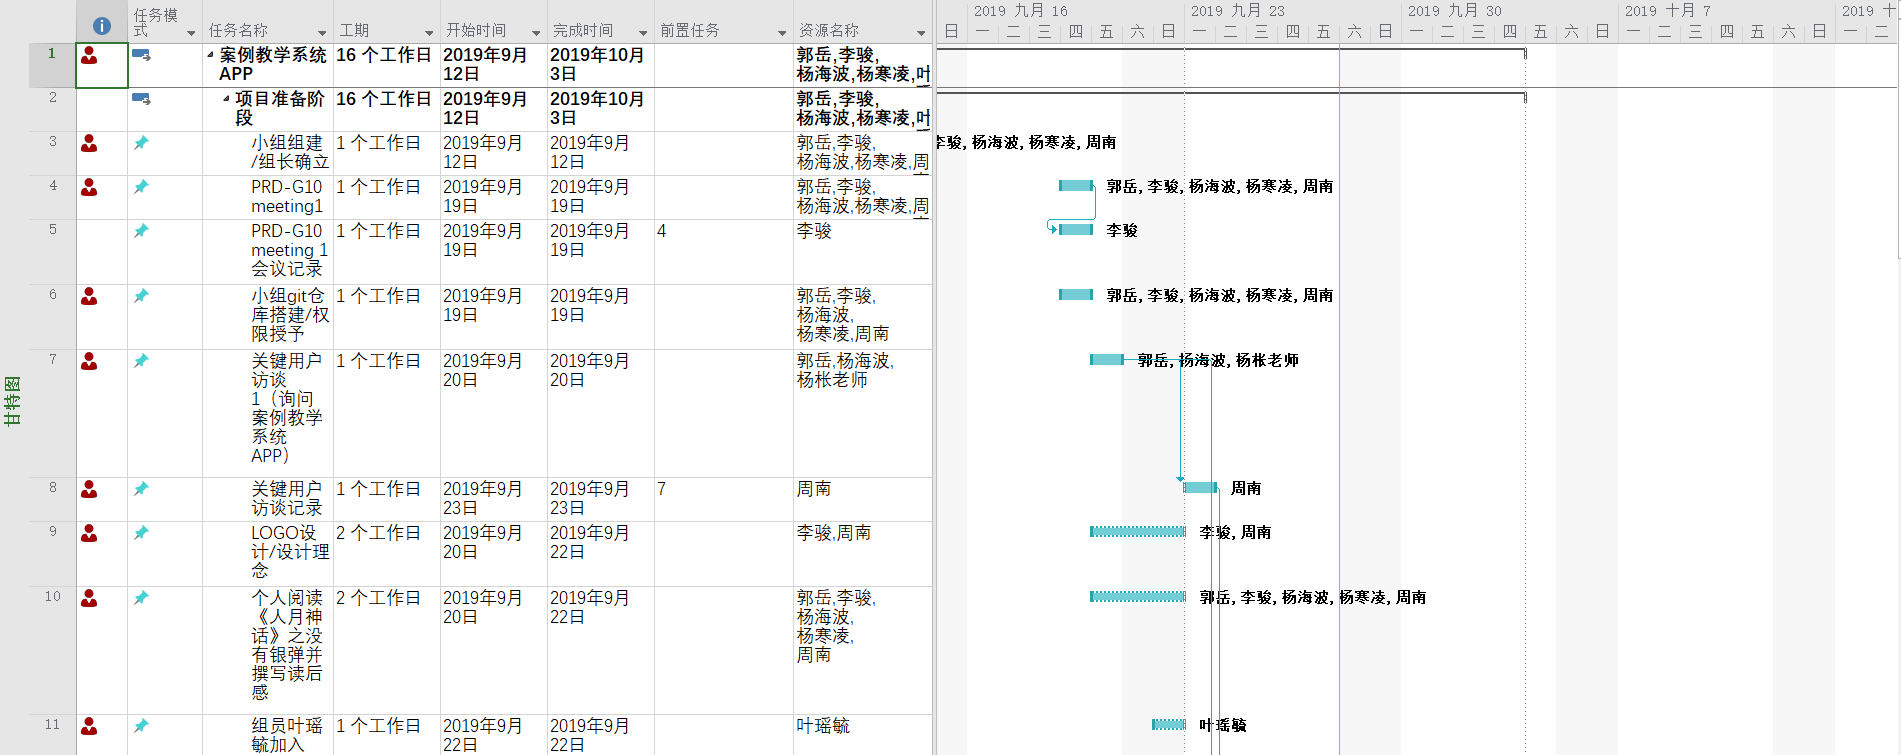 甘特图
任务模式 任务名称 工期 开始时间 完成时间 前置任务 资源名称
2019 九月 16 2019 九月 23 2019 九月 30 2019 十月 7 2019 十
日 一 二 三 四 五 六 日 一 二 三 四 五 六 日 一 二 三 四 五 六 日 一 二 三 四 五 六 日 一 二
1 案例教学系统 16 个工作日 2019年9月 2019年10月 郭岳,李骏,
APP 12日 3日 杨海波,杨寒凌,叶
2 项目准备阶 16 个工作日 2019年9月 2019年10月 郭岳,李骏,
段 12日 3日 杨海波,杨寒凌,叶
3 小组组建 1 个工作日 2019年9月 2019年9月 郭岳,李骏, 李骏, 杨海波, 杨寒凌, 周南
/组长确立 12日 12日 杨海波,杨寒凌,周
4 PRD-G10 1 个工作日 2019年9月 2019年9月 郭岳,李骏, 郭岳, 李骏, 杨海波, 杨寒凌, 周南
meeting1 19日 19日 杨海波,杨寒凌,周
5 PRD-G10 1 个工作日 2019年9月 2019年9月 4 李骏 李骏
meeting 1 19日 19日
会议记录
6 小组git仓 1 个工作日 2019年9月 2019年9月 郭岳,李骏, 郭岳, 李骏, 杨海波, 杨寒凌, 周南
库搭建/权 19日 19日 杨海波,
限授予 杨寒凌,周南
7 关键用户 1 个工作日 2019年9月 2019年9月 郭岳,杨海波, 郭岳, 杨海波, 杨枨老师
访谈 20日 20日 杨枨老师
1（询问
案例教学
系统
APP）
8 关键用户 1 个工作日 2019年9月 2019年9月 7 周南 周南
访谈记录 23日 23日
9 LOGO设 2 个工作日 2019年9月 2019年9月 李骏,周南 李骏, 周南
计/设计理 20日 22日
念
10 个人阅读 2 个工作日 2019年9月 2019年9月 郭岳,李骏, 郭岳, 李骏, 杨海波, 杨寒凌, 周南
《人月神 20日 22日 杨海波,
话》之没 杨寒凌,
有银弹并 周南
撰写读后
感
11 组员叶瑶 1 个工作日 2019年9月 2019年9月 叶瑶毓 叶瑶毓
毓加入 22日 22日